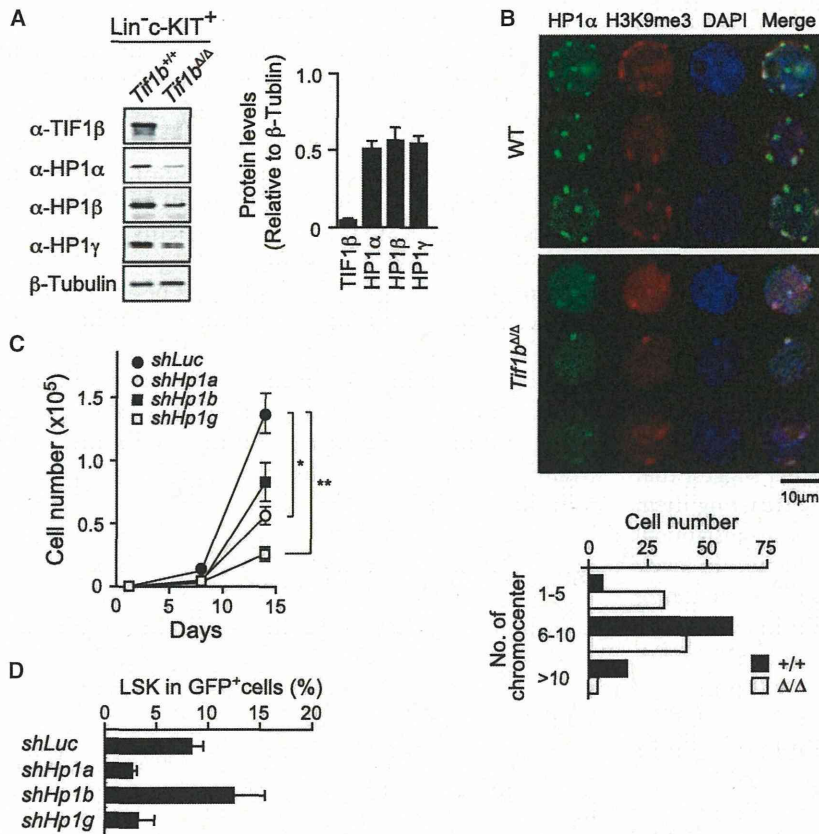 A
Lin⁻c-KIT⁺
Tif1b⁺/⁺
Tif1bΔ/Δ
α-TIF1β
α-HP1α
α-HP1β
α-HP1γ
β-Tubulin
Protein levels
(Relative to β-Tublin)
1.0
0.5
0
TIF1β
HP1α
HP1β
HP1γ
B
HP1α H3K9me3 DAPI Merge
WT
Tif1bΔ/Δ
10μm
Cell number
0 25 50 75
No. of
chromocenter
1-5
6-10
>10
+/+
Δ/Δ
C
shLuc
shHp1a
shHp1b
shHp1g
Cell number (x10⁵)
1.5
1.0
0.5
0
0 5 10 15
Days
*
**
D
LSK in GFP⁺cells (%)
0 5 10 15 20
shLuc
shHp1a
shHp1b
shHp1g